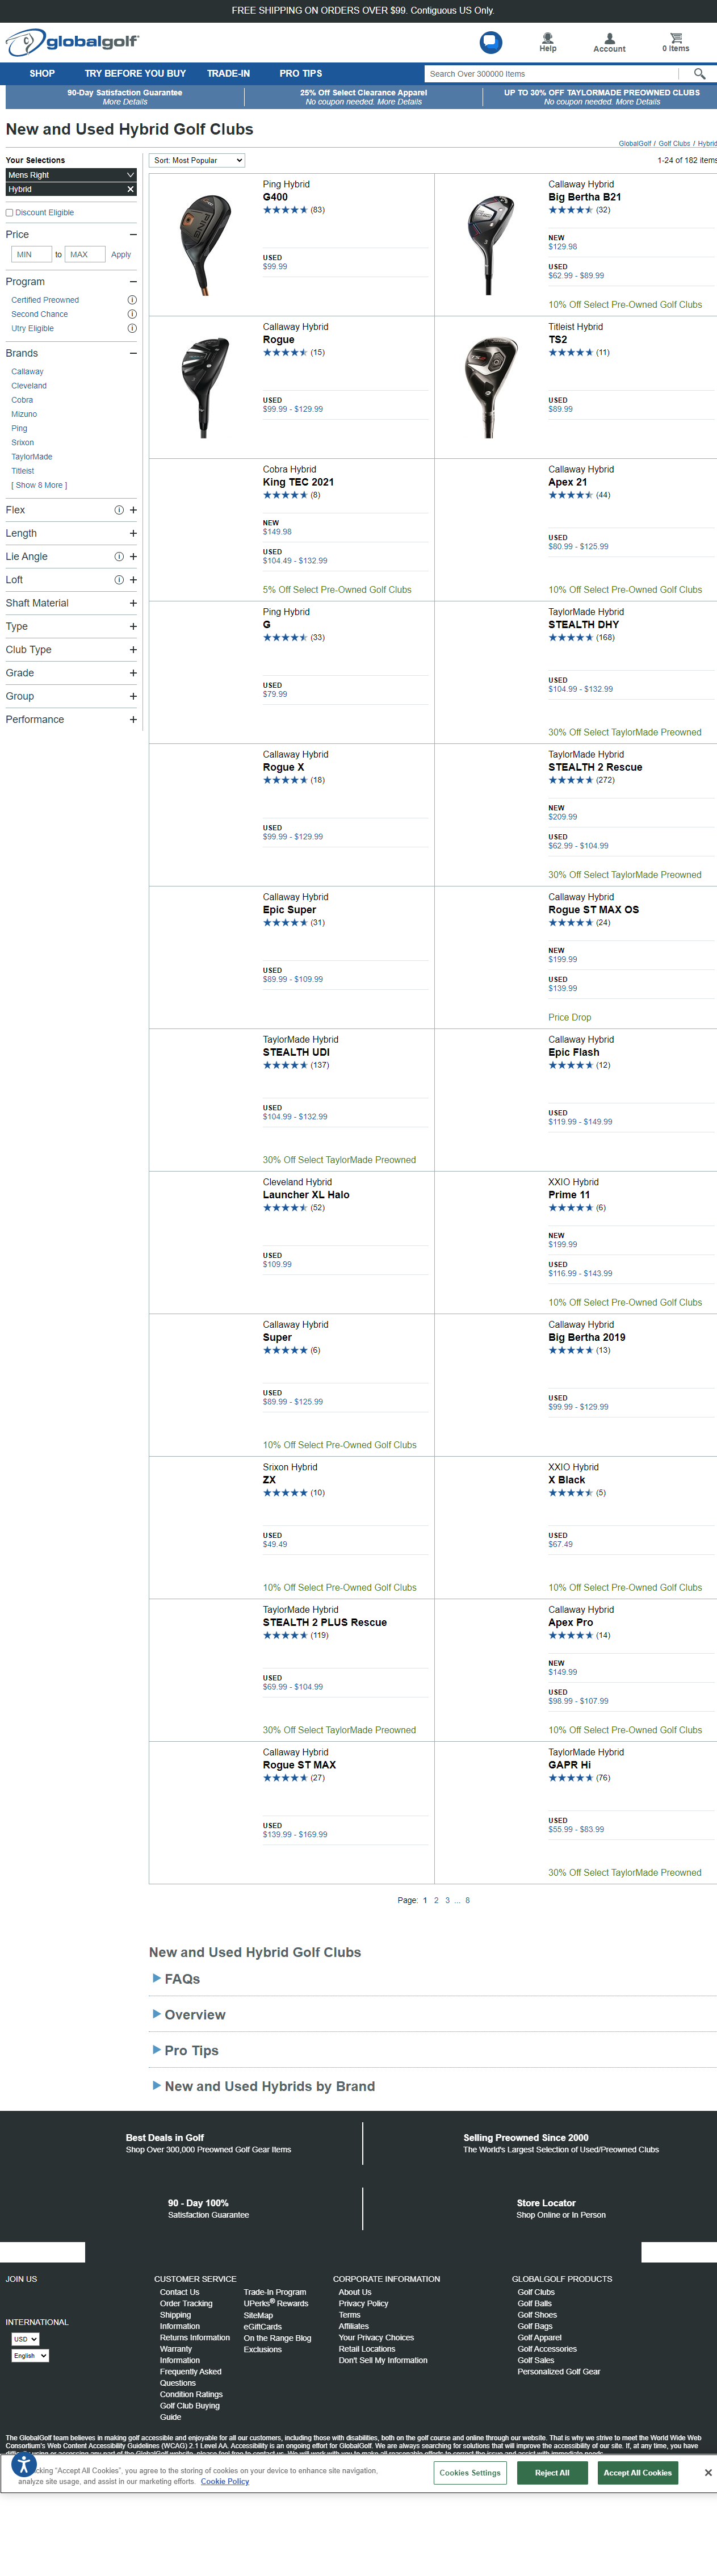 FREE SHIPPING ON ORDERS OVER $99. Contiguous US Only.
globalgolf
Help
Account
0 Items
SHOP
TRY BEFORE YOU BUY
TRADE-IN
PRO TIPS
Search Over 300000 Items
90-Day Satisfaction Guarantee
More Details
25% Off Select Clearance Apparel
No coupon needed. More Details
UP TO 30% OFF TAYLORMADE PREOWNED CLUBS
No coupon needed. More Details
New and Used Hybrid Golf Clubs
GlobalGolf / Golf Clubs / Hybrid
Your Selections
Mens Right
Hybrid
Discount Eligible
Price
MIN to MAX Apply
Program
Certified Preowned
Second Chance
Utry Eligible
Brands
Callaway
Cleveland
Cobra
Mizuno
Ping
Srixon
TaylorMade
Titleist
[ Show 8 More ]
Flex
Length
Lie Angle
Loft
Shaft Material
Type
Club Type
Grade
Group
Performance
Sort: Most Popular
1-24 of 182 items
Ping Hybrid
G400
(83)
USED
$99.99
Callaway Hybrid
Big Bertha B21
(32)
NEW
$129.98
USED
$62.99 - $89.99
10% Off Select Pre-Owned Golf Clubs
Callaway Hybrid
Rogue
(15)
USED
$99.99 - $129.99
Titleist Hybrid
TS2
(11)
USED
$89.99
Cobra Hybrid
King TEC 2021
(8)
NEW
$149.98
USED
$104.49 - $132.99
5% Off Select Pre-Owned Golf Clubs
Callaway Hybrid
Apex 21
(44)
USED
$80.99 - $125.99
10% Off Select Pre-Owned Golf Clubs
Ping Hybrid
G
(33)
USED
$79.99
TaylorMade Hybrid
STEALTH DHY
(168)
USED
$104.99 - $132.99
30% Off Select TaylorMade Preowned
Callaway Hybrid
Rogue X
(18)
USED
$99.99 - $129.99
TaylorMade Hybrid
STEALTH 2 Rescue
(272)
NEW
$209.99
USED
$62.99 - $104.99
30% Off Select TaylorMade Preowned
Callaway Hybrid
Epic Super
(31)
USED
$89.99 - $109.99
Callaway Hybrid
Rogue ST MAX OS
(24)
NEW
$199.99
USED
$139.99
Price Drop
TaylorMade Hybrid
STEALTH UDI
(137)
USED
$104.99 - $132.99
30% Off Select TaylorMade Preowned
Callaway Hybrid
Epic Flash
(12)
USED
$119.99 - $149.99
Cleveland Hybrid
Launcher XL Halo
(52)
USED
$109.99
XXIO Hybrid
Prime 11
(6)
NEW
$199.99
USED
$116.99 - $143.99
10% Off Select Pre-Owned Golf Clubs
Callaway Hybrid
Super
(6)
USED
$89.99 - $125.99
10% Off Select Pre-Owned Golf Clubs
Callaway Hybrid
Big Bertha 2019
(13)
USED
$99.99 - $129.99
Srixon Hybrid
ZX
(10)
USED
$49.49
10% Off Select Pre-Owned Golf Clubs
XXIO Hybrid
X Black
(5)
USED
$67.49
10% Off Select Pre-Owned Golf Clubs
TaylorMade Hybrid
STEALTH 2 PLUS Rescue
(119)
USED
$69.99 - $104.99
30% Off Select TaylorMade Preowned
Callaway Hybrid
Apex Pro
(14)
NEW
$149.99
USED
$98.99 - $107.99
10% Off Select Pre-Owned Golf Clubs
Callaway Hybrid
Rogue ST MAX
(27)
USED
$139.99 - $169.99
TaylorMade Hybrid
GAPR Hi
(76)
USED
$55.99 - $83.99
30% Off Select TaylorMade Preowned
Page: 1 2 3 ... 8
New and Used Hybrid Golf Clubs
FAQs
Overview
Pro Tips
New and Used Hybrids by Brand
Best Deals in Golf
Shop Over 300,000 Preowned Golf Gear Items
Selling Preowned Since 2000
The World's Largest Selection of Used/Preowned Clubs
90 - Day 100%
Satisfaction Guarantee
Store Locator
Shop Online or In Person
JOIN US
INTERNATIONAL
USD
English
CUSTOMER SERVICE
Contact Us
Order Tracking
Shipping
Information
Returns Information
Warranty
Information
Frequently Asked
Questions
Condition Ratings
Golf Club Buying
Guide
Trade-In Program
UPerks® Rewards
SiteMap
eGiftCards
On the Range Blog
Exclusions
CORPORATE INFORMATION
About Us
Privacy Policy
Terms
Affiliates
Your Privacy Choices
Retail Locations
Don't Sell My Information
GLOBALGOLF PRODUCTS
Golf Clubs
Golf Balls
Golf Shoes
Golf Bags
Golf Apparel
Golf Accessories
Golf Sales
Personalized Golf Gear
The GlobalGolf team believes in making golf accessible and enjoyable for all our customers, including those with disabilities, both on the golf course and online through our website. That is why we strive to meet the World Wide Web
Consortium's Web Content Accessibility Guidelines (WCAG) 2.1 Level AA. Accessibility is an ongoing effort for GlobalGolf. We are always searching for solutions that will improve the accessibility of our site. If, at any time, you have
cking "Accept All Cookies", you agree to the storing of cookies on your device to enhance site navigation,
analyze site usage, and assist in our marketing efforts. Cookie Policy
Cookies Settings
Reject All
Accept All Cookies